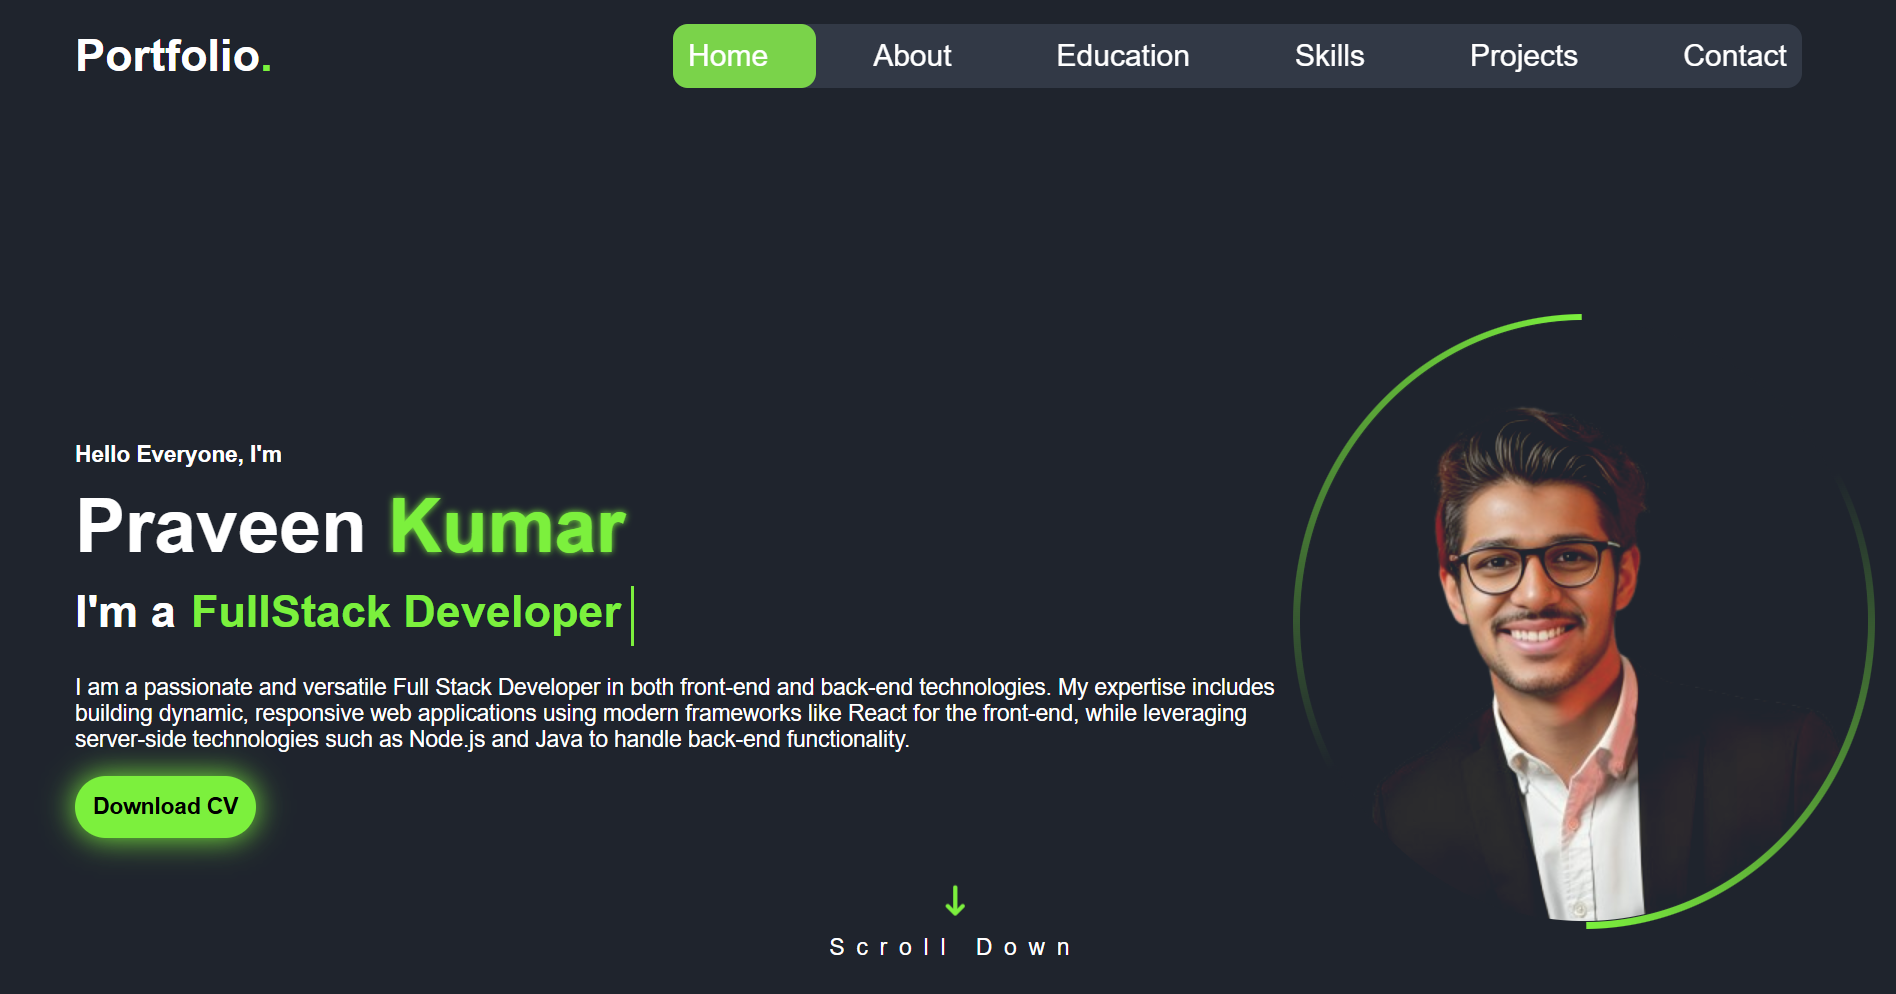 Portfolio.
Home About Education Skills Projects Contact
Hello Everyone, I'm
Praveen Kumar
I'm a FullStack Developer
I am a passionate and versatile Full Stack Developer in both front-end and back-end technologies. My expertise includes
building dynamic, responsive web applications using modern frameworks like React for the front-end, while leveraging
server-side technologies such as Node.js and Java to handle back-end functionality.
Download CV
Scroll Down